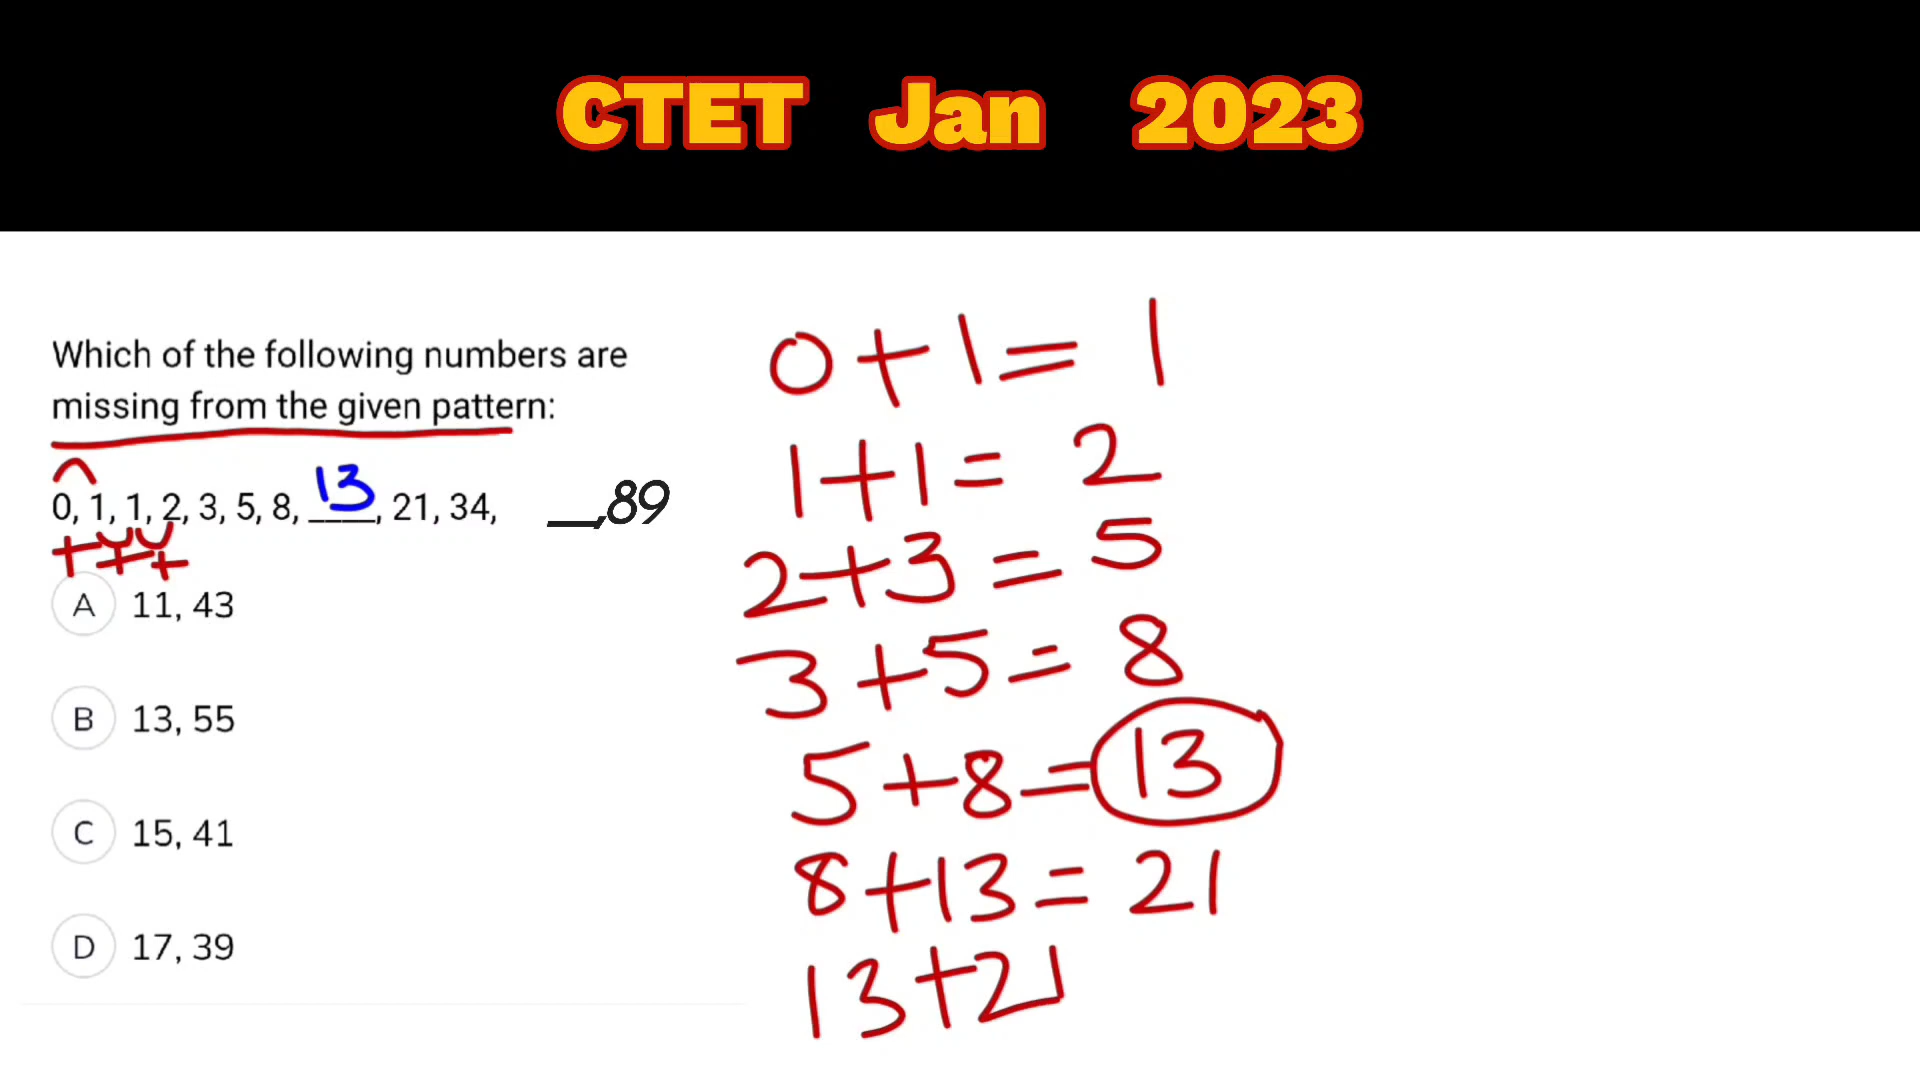 CTET Jan 2023
Which of the following numbers are
missing from the given pattern:
0, 1, 1, 2, 3, 5, 8, 13, 21, 34, __,89
+ + +
A 11, 43
B 13, 55
C 15, 41
D 17, 39
0+1= 1
1+1= 2
2+3= 5
3+5= 8
5+8= 13
8+13= 21
13+21